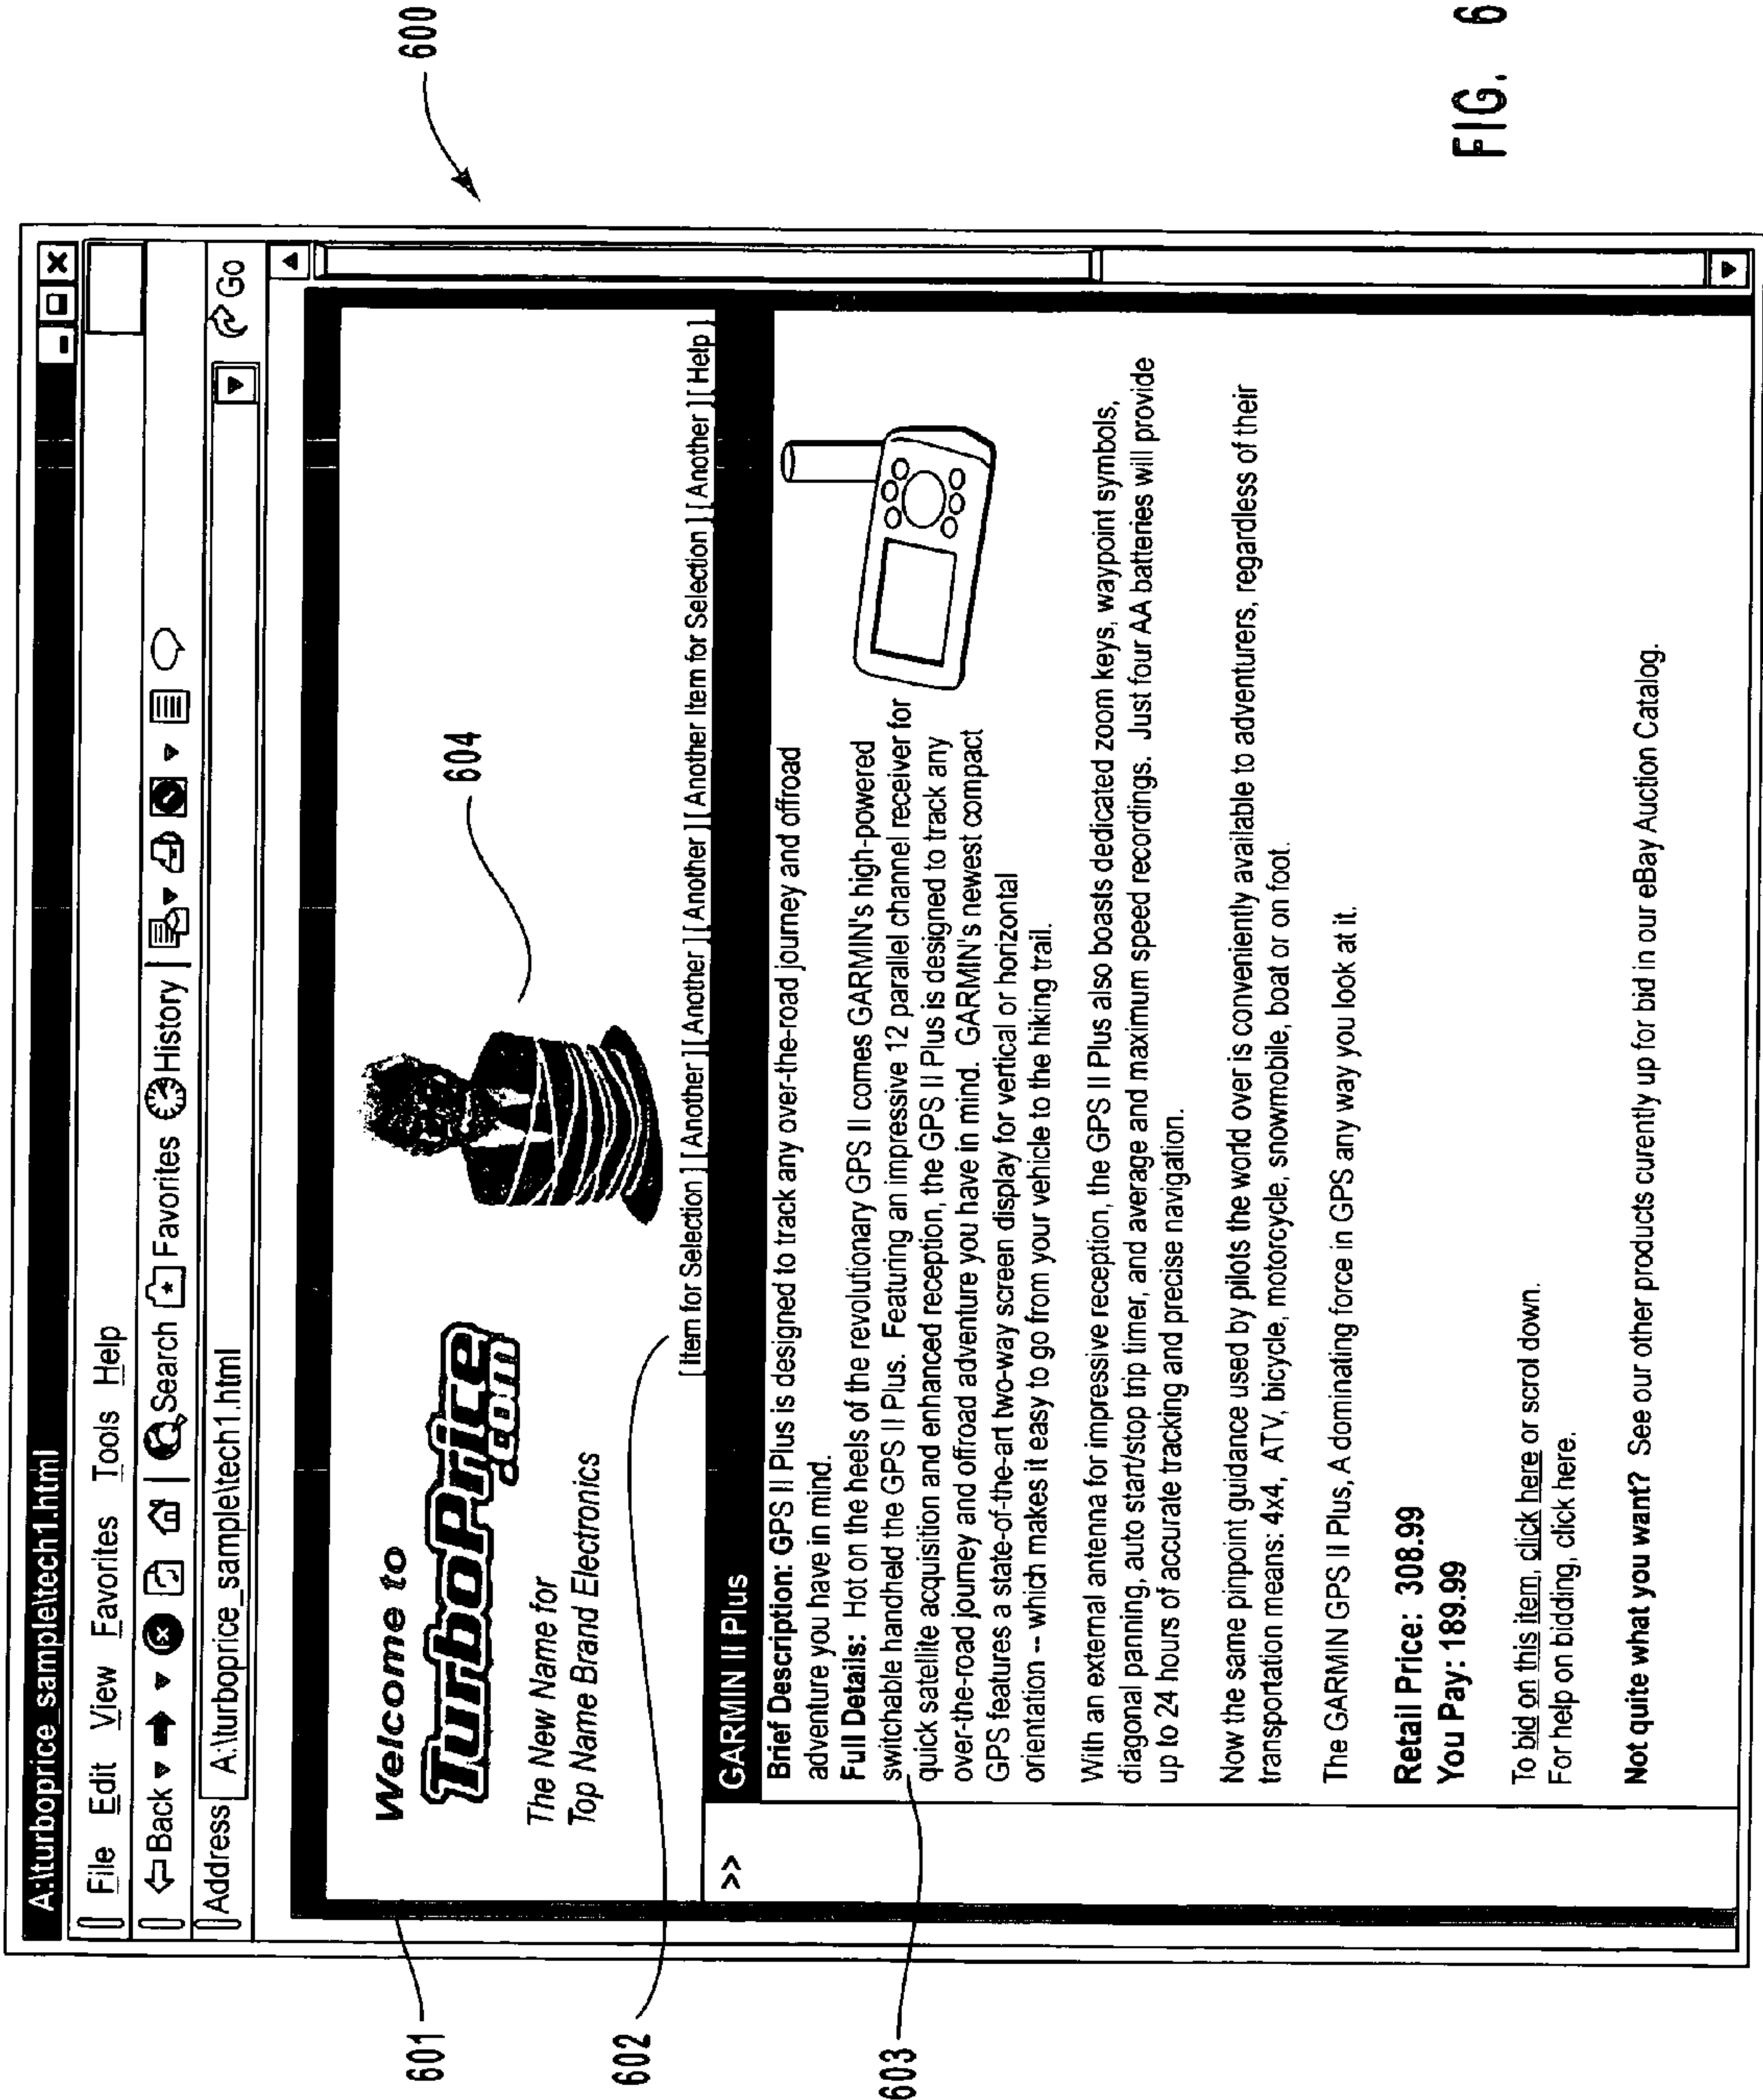 A:\turboprice_sample\tech1.html
File Edit View Favorites Tools Help
Back Search Favorites History
Address A:\turboprice_sample\tech1.html Go
600
601
Welcome to
TurboPrice
.com
604
The New Name for
Top Name Brand Electronics
602
[ Item for Selection ] [ Another ] [ Another ] [ Another ] [ Another Item for Selection ] [ Another ] [ Help ]
>> GARMIN II Plus
Brief Description: GPS II Plus is designed to track any over-the-road journey and offroad
adventure you have in mind.
Full Details: Hot on the heels of the revolutionary GPS II comes GARMIN's high-powered
switchable handheld the GPS II Plus. Featuring an impressive 12 parallel channel receiver for
603
quick satellite acquisition and enhanced reception, the GPS II Plus is designed to track any
over-the-road journey and offroad adventure you have in mind. GARMIN's newest compact
GPS features a state-of-the-art two-way screen display for vertical or horizontal
orientation -- which makes it easy to go from your vehicle to the hiking trail.
With an external antenna for impressive reception, the GPS II Plus also boasts dedicated zoom keys, waypoint symbols,
diagonal panning, auto start/stop trip timer, and average and maximum speed recordings. Just four AA batteries will provide
up to 24 hours of accurate tracking and precise navigation.
Now the same pinpoint guidance used by pilots the world over is conveniently available to adventurers, regardless of their
transportation means: 4x4, ATV, bicycle, motorcycle, snowmobile, boat or on foot.
The GARMIN GPS II Plus, A dominating force in GPS any way you look at it.
Retail Price: 308.99
You Pay: 189.99
To bid on this item, click here or scrol down.
For help on bidding, click here.
Not quite what you want? See our other products curently up for bid in our eBay Auction Catalog.
FIG. 6